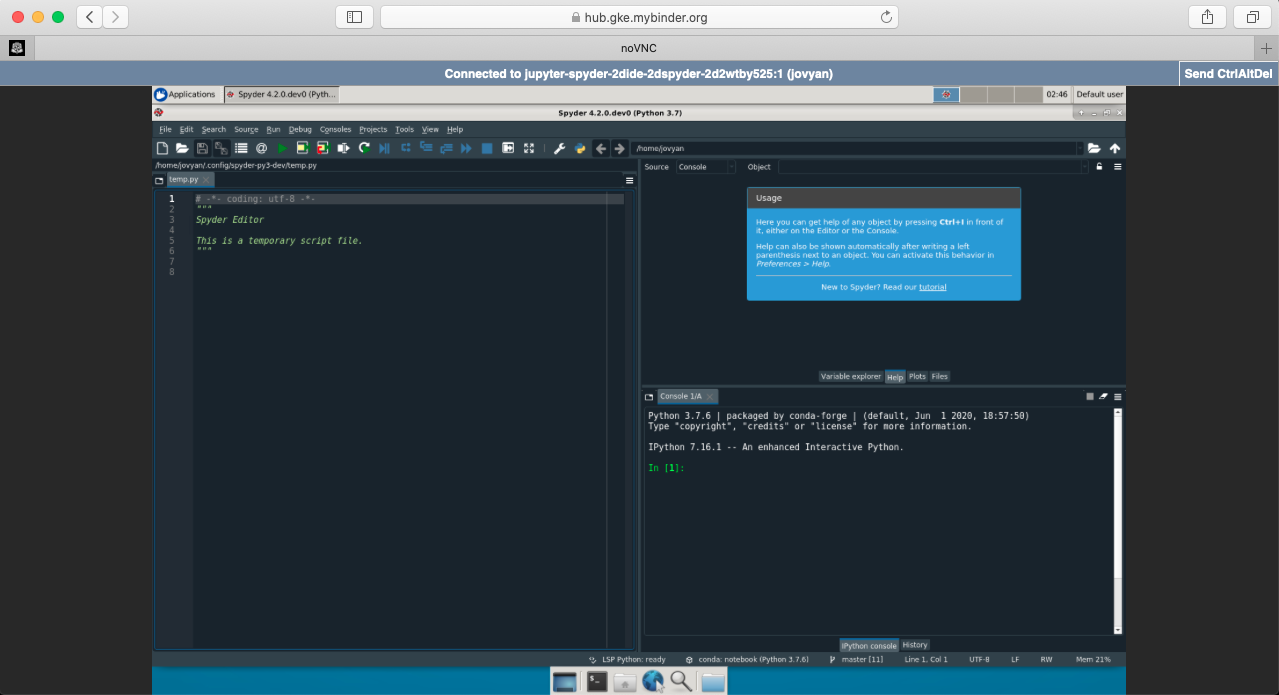 hub.gke.mybinder.org
noVNC
Connected to jupyter-spyder-2dide-2dspyder-2d2wtby525:1 (jovyan)
Send CtrlAltDel
Applications
Spyder 4.2.0.dev0 (Pyth...
02:46
Default user
Spyder 4.2.0.dev0 (Python 3.7)
File Edit Search Source Run Debug Consoles Projects Tools View Help
/home/jovyan
/home/jovyan/.config/spyder-py3-dev/temp.py
temp.py
1 # -*- coding: utf-8 -*-
2 """
3 Spyder Editor
4
5 This is a temporary script file.
6 """
7
8
Source Console Object
Usage
Here you can get help of any object by pressing Ctrl+I in front
of it, either on the Editor or the Console.
Help can also be shown automatically after writing a left
parenthesis next to an object. You can activate this behavior in
Preferences > Help.
New to Spyder? Read our tutorial
Variable explorer Help Plots Files
Console 1/A
Python 3.7.6 | packaged by conda-forge | (default, Jun  1 2020, 18:57:50)
Type "copyright", "credits" or "license" for more information.
IPython 7.16.1 -- An enhanced Interactive Python.
In [1]:
IPython console History
LSP Python: ready conda: notebook (Python 3.7.6) master [11] Line 1, Col 1 UTF-8 LF RW Mem 21%